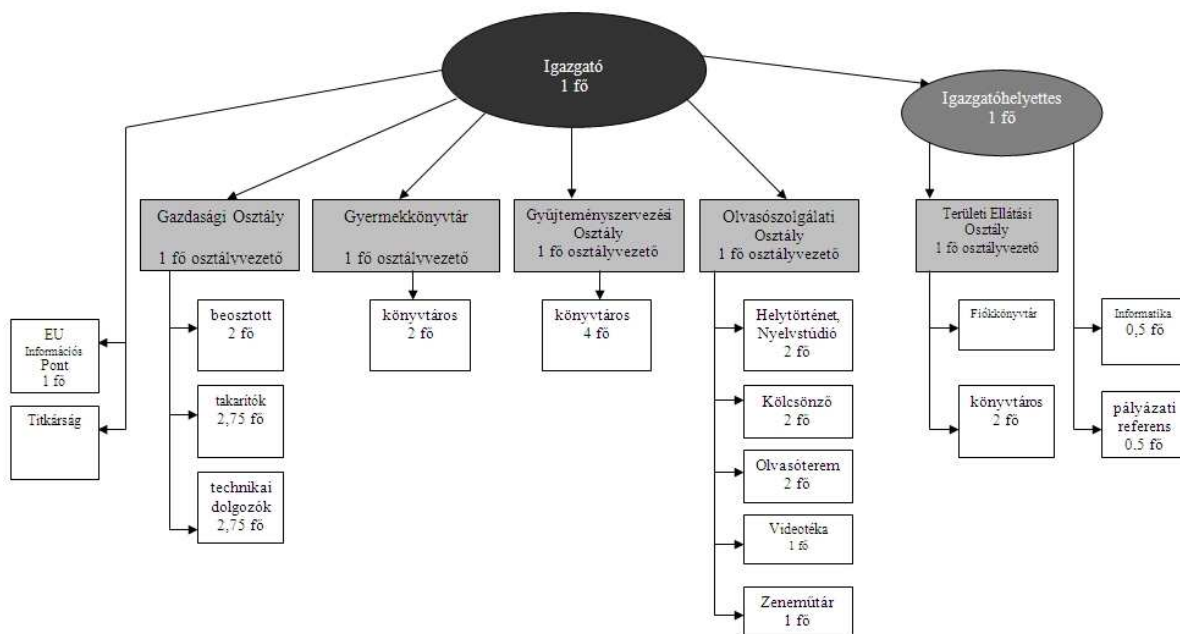 Igazgató
1 fő
Igazgatóhelyettes
1 fő
Gazdasági Osztály
1 fő osztályvezető
Gyermekkönyvtár
1 fő osztályvezető
Gyűjteményszervezési
Osztály
1 fő osztályvezető
Olvasószolgálati
Osztály
1 fő osztályvezető
Területi Ellátási
Osztály
1 fő osztályvezető
EU
Információs
Pont
1 fő
Titkárság
beosztott
2 fő
takarítók
2,75 fő
technikai
dolgozók
2,75 fő
könyvtáros
2 fő
könyvtáros
4 fő
Helytörténet,
Nyelvstúdió
2 fő
Kölcsönző
2 fő
Olvasóterem
2 fő
Videotéka
1 fő
Zeneműtár
1 fő
Fiókkönyvtár
könyvtáros
2 fő
Informatika
0,5 fő
pályázati
referens
0.5 fő